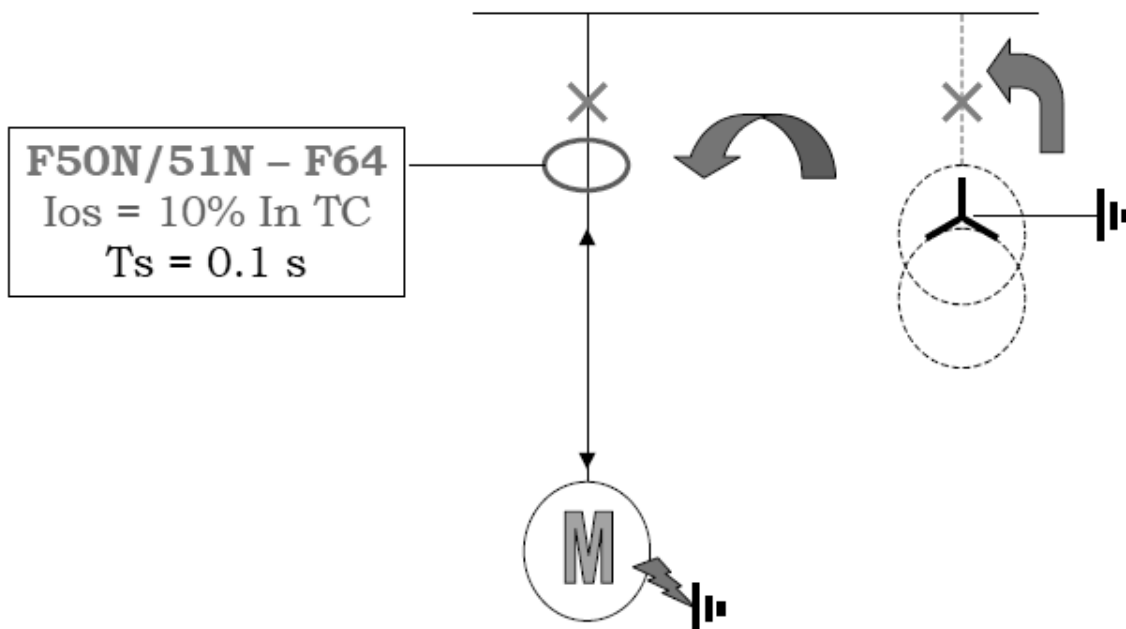 F50N/51N – F64
Ios = 10% In TC
Ts = 0.1 s
M